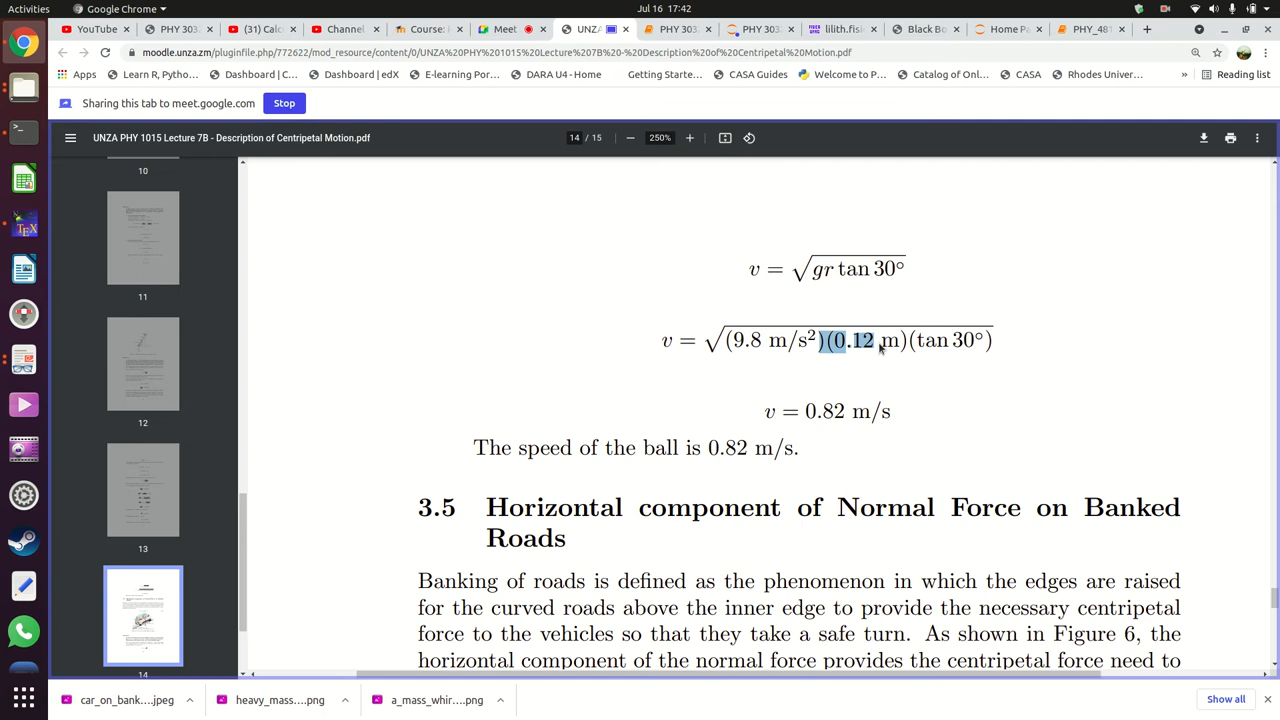 Activities
Google Chrome
Jul 16 17:42
YouTube
PHY 303
(31) Calc
Channel
Course:
Meet
UNZA
PHY 303
PHY 303
lilith.fisi
Black Bo
Home Pa
PHY_481
moodle.unza.zm/pluginfile.php/772622/mod_resource/content/0/UNZA%20PHY%201015%20Lecture%207B%20-%20Description%20of%20Centripetal%20Motion.pdf
Apps
Learn R, Pytho...
Dashboard | C...
Dashboard | edX
E-learning Por...
DARA U4 - Home
Getting Starte...
CASA Guides
Welcome to P...
Catalog of Onl...
CASA
Rhodes Univer...
»
Reading list
Sharing this tab to meet.google.com
Stop
UNZA PHY 1015 Lecture 7B - Description of Centripetal Motion.pdf
14 / 15
250%
10
11
12
13
14
v = √gr tan 30°
v = √(9.8 m/s²)(0.12 m)(tan 30°)
v = 0.82 m/s
The speed of the ball is 0.82 m/s.
3.5 Horizontal component of Normal Force on Banked
Roads
Banking of roads is defined as the phenomenon in which the edges are raised
for the curved roads above the inner edge to provide the necessary centripetal
force to the vehicles so that they take a safe turn. As shown in Figure 6, the
horizontal component of the normal force provides the centripetal force need to
car_on_bank....jpeg
heavy_mass....png
a_mass_whir....png
Show all